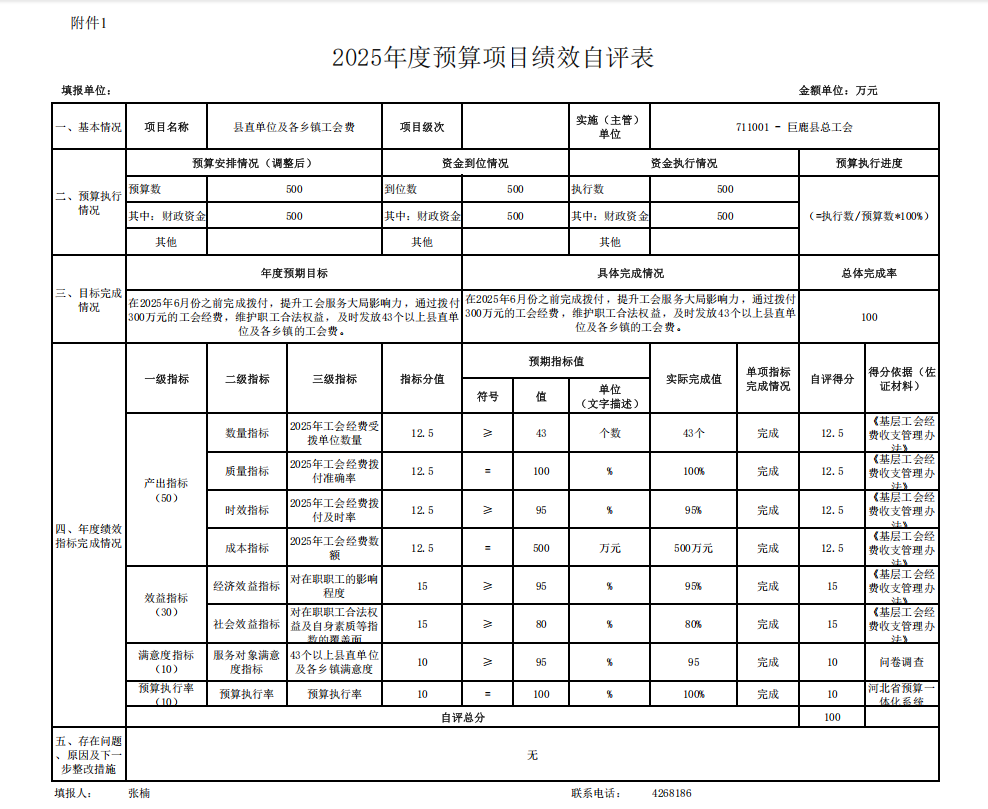 附件1
2025年度预算项目绩效自评表
填报单位：
金额单位：万元
一、基本情况 项目名称 县直单位及各乡镇工会费 项目级次 实施（主管）
单位 711001 - 巨鹿县总工会
二、预算执行
情况
预算安排情况（调整后） 资金到位情况 资金执行情况 预算执行进度
预算数 500 到位数 500 执行数 500
（=执行数/预算数*100%）
其中：财政资金 500 其中：财政资金 500 其中：财政资金 500
其他 其他 其他
三、目标完成
情况
年度预期目标 具体完成情况 总体完成率
在2025年6月份之前完成拨付，提升工会服务大局影响力，通过拨付
300万元的工会经费，维护职工合法权益，及时发放43个以上县直单
位及各乡镇的工会费。
在2025年6月份之前完成拨付，提升工会服务大局影响力，通过拨付
300万元的工会经费，维护职工合法权益，及时发放43个以上县直单
位及各乡镇的工会费。
100
四、年度绩效
指标完成情况
一级指标 二级指标 三级指标 指标分值 预期指标值 实际完成值 单项指标
完成情况 自评得分 得分依据（佐
证材料）
符号 值 单位
（文字描述）
产出指标
（50）
数量指标 2025年工会经费受
拨单位数量 12.5 ≥ 43 个数 43个 完成 12.5 《基层工会经
费收支管理办
法》
质量指标 2025年工会经费拨
付准确率 12.5 = 100 % 100% 完成 12.5 《基层工会经
费收支管理办
法》
时效指标 2025年工会经费拨
付及时率 12.5 ≥ 95 % 95% 完成 12.5 《基层工会经
费收支管理办
法》
成本指标 2025年工会经费数
额 12.5 = 500 万元 500万元 完成 12.5 《基层工会经
费收支管理办
法》
效益指标
（30）
经济效益指标 对在职职工的影响
程度 15 ≥ 95 % 95% 完成 15 《基层工会经
费收支管理办
法》
社会效益指标 对在职职工合法权
益及自身素质等指
数的覆盖面 15 ≥ 80 % 80% 完成 15 《基层工会经
费收支管理办
法》
满意度指标
（10） 服务对象满意
度指标 43个以上县直单位
及各乡镇满意度 10 ≥ 95 % 95 完成 10 问卷调查
预算执行率
（10） 预算执行率 预算执行率 10 = 100 % 100% 完成 10 河北省预算一
体化系统
自评总分 100
五、存在问题
、原因及下一
步整改措施
无
填报人： 张楠 联系电话： 4268186